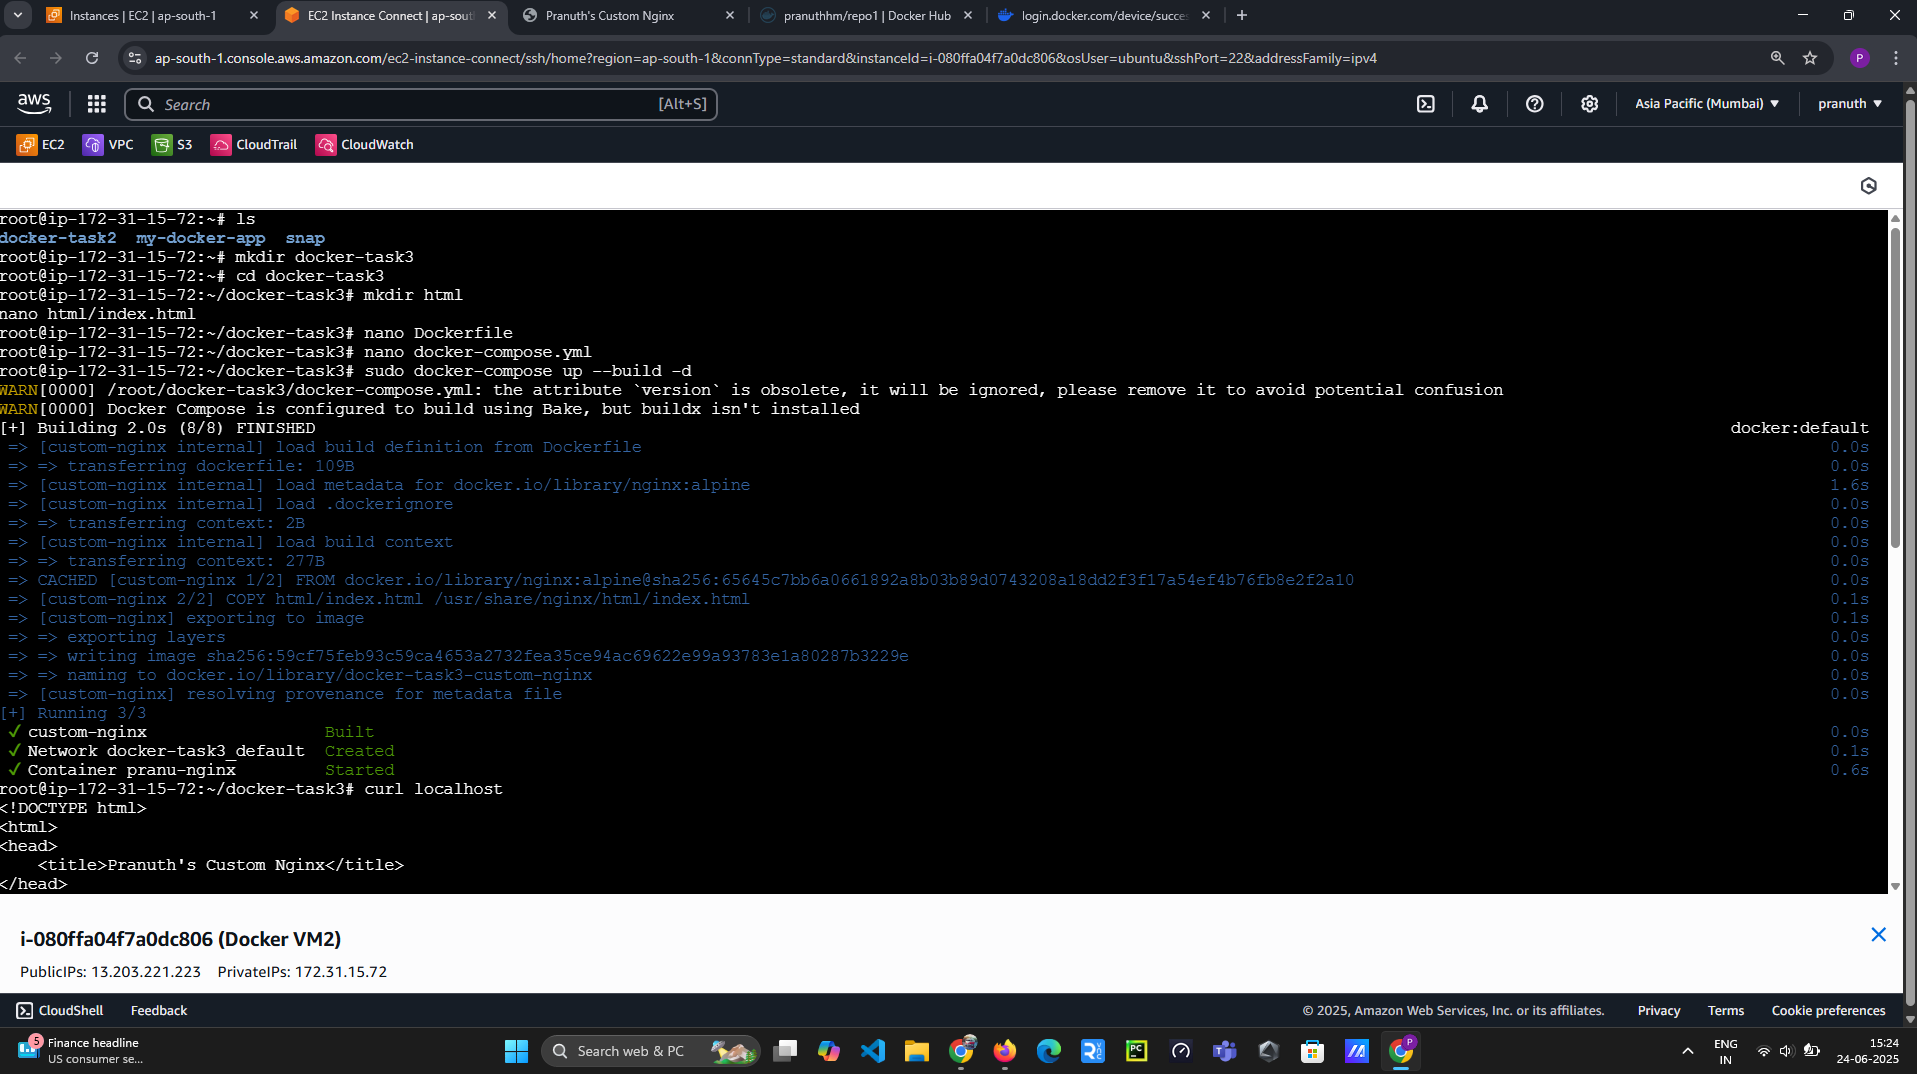 Instances | EC2 | ap-south-1
EC2 Instance Connect | ap-sout
Pranuth's Custom Nginx
pranuthhm/repo1 | Docker Hub
login.docker.com/device/succe
ap-south-1.console.aws.amazon.com/ec2-instance-connect/ssh/home?region=ap-south-1&connType=standard&instanceId=i-080ffa04f7a0dc806&osUser=ubuntu&sshPort=22&addressFamily=ipv4
P
aws
Search
[Alt+S]
Asia Pacific (Mumbai)
pranuth
EC2
VPC
S3
CloudTrail
CloudWatch
root@ip-172-31-15-72:~# ls
docker-task2  my-docker-app  snap
root@ip-172-31-15-72:~# mkdir docker-task3
root@ip-172-31-15-72:~# cd docker-task3
root@ip-172-31-15-72:~/docker-task3# mkdir html
nano html/index.html
root@ip-172-31-15-72:~/docker-task3# nano Dockerfile
root@ip-172-31-15-72:~/docker-task3# nano docker-compose.yml
root@ip-172-31-15-72:~/docker-task3# sudo docker-compose up --build -d
WARN[0000] /root/docker-task3/docker-compose.yml: the attribute `version` is obsolete, it will be ignored, please remove it to avoid potential confusion
WARN[0000] Docker Compose is configured to build using Bake, but buildx isn't installed
[+] Building 2.0s (8/8) FINISHED docker:default
=> [custom-nginx internal] load build definition from Dockerfile 0.0s
=> => transferring dockerfile: 109B 0.0s
=> [custom-nginx internal] load metadata for docker.io/library/nginx:alpine 1.6s
=> [custom-nginx internal] load .dockerignore 0.0s
=> => transferring context: 2B 0.0s
=> [custom-nginx internal] load build context 0.0s
=> => transferring context: 277B 0.0s
=> CACHED [custom-nginx 1/2] FROM docker.io/library/nginx:alpine@sha256:65645c7bb6a0661892a8b03b89d0743208a18dd2f3f17a54ef4b76fb8e2f2a10 0.0s
=> [custom-nginx 2/2] COPY html/index.html /usr/share/nginx/html/index.html 0.1s
=> [custom-nginx] exporting to image 0.1s
=> => exporting layers 0.0s
=> => writing image sha256:59cf75feb93c59ca4653a2732fea35ce94ac69622e99a93783e1a80287b3229e 0.0s
=> => naming to docker.io/library/docker-task3-custom-nginx 0.0s
=> [custom-nginx] resolving provenance for metadata file 0.0s
[+] Running 3/3
✓ custom-nginx Built 0.0s
✓ Network docker-task3_default Created 0.1s
✓ Container pranu-nginx Started 0.6s
root@ip-172-31-15-72:~/docker-task3# curl localhost
<!DOCTYPE html>
<html>
<head>
<title>Pranuth's Custom Nginx</title>
</head>
i-080ffa04f7a0dc806 (Docker VM2)
PublicIPs: 13.203.221.223 PrivateIPs: 172.31.15.72
CloudShell
Feedback
© 2025, Amazon Web Services, Inc. or its affiliates.
Privacy
Terms
Cookie preferences
5
Finance headline
US consumer se...
Search web & PC
PC
P
ENG
IN
15:24
24-06-2025